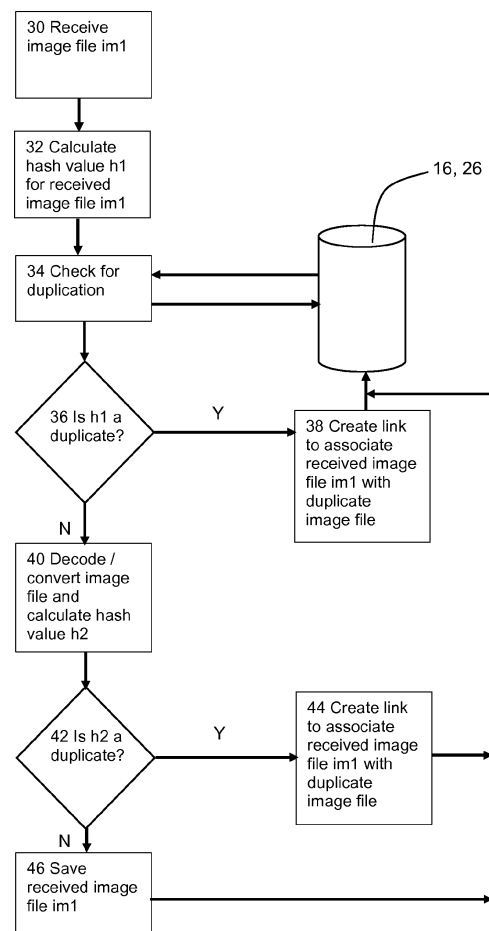 30 Receive
image file im1
32 Calculate
hash value h1
for received
image file im1
16, 26
34 Check for
duplication
36 Is h1 a
duplicate?
Y
38 Create link
to associate
received image
file im1 with
duplicate
image file
N
40 Decode /
convert image
file and
calculate hash
value h2
42 Is h2 a
duplicate?
Y
44 Create link
to associate
received image
file im1 with
duplicate
image file
N
46 Save
received image
file im1